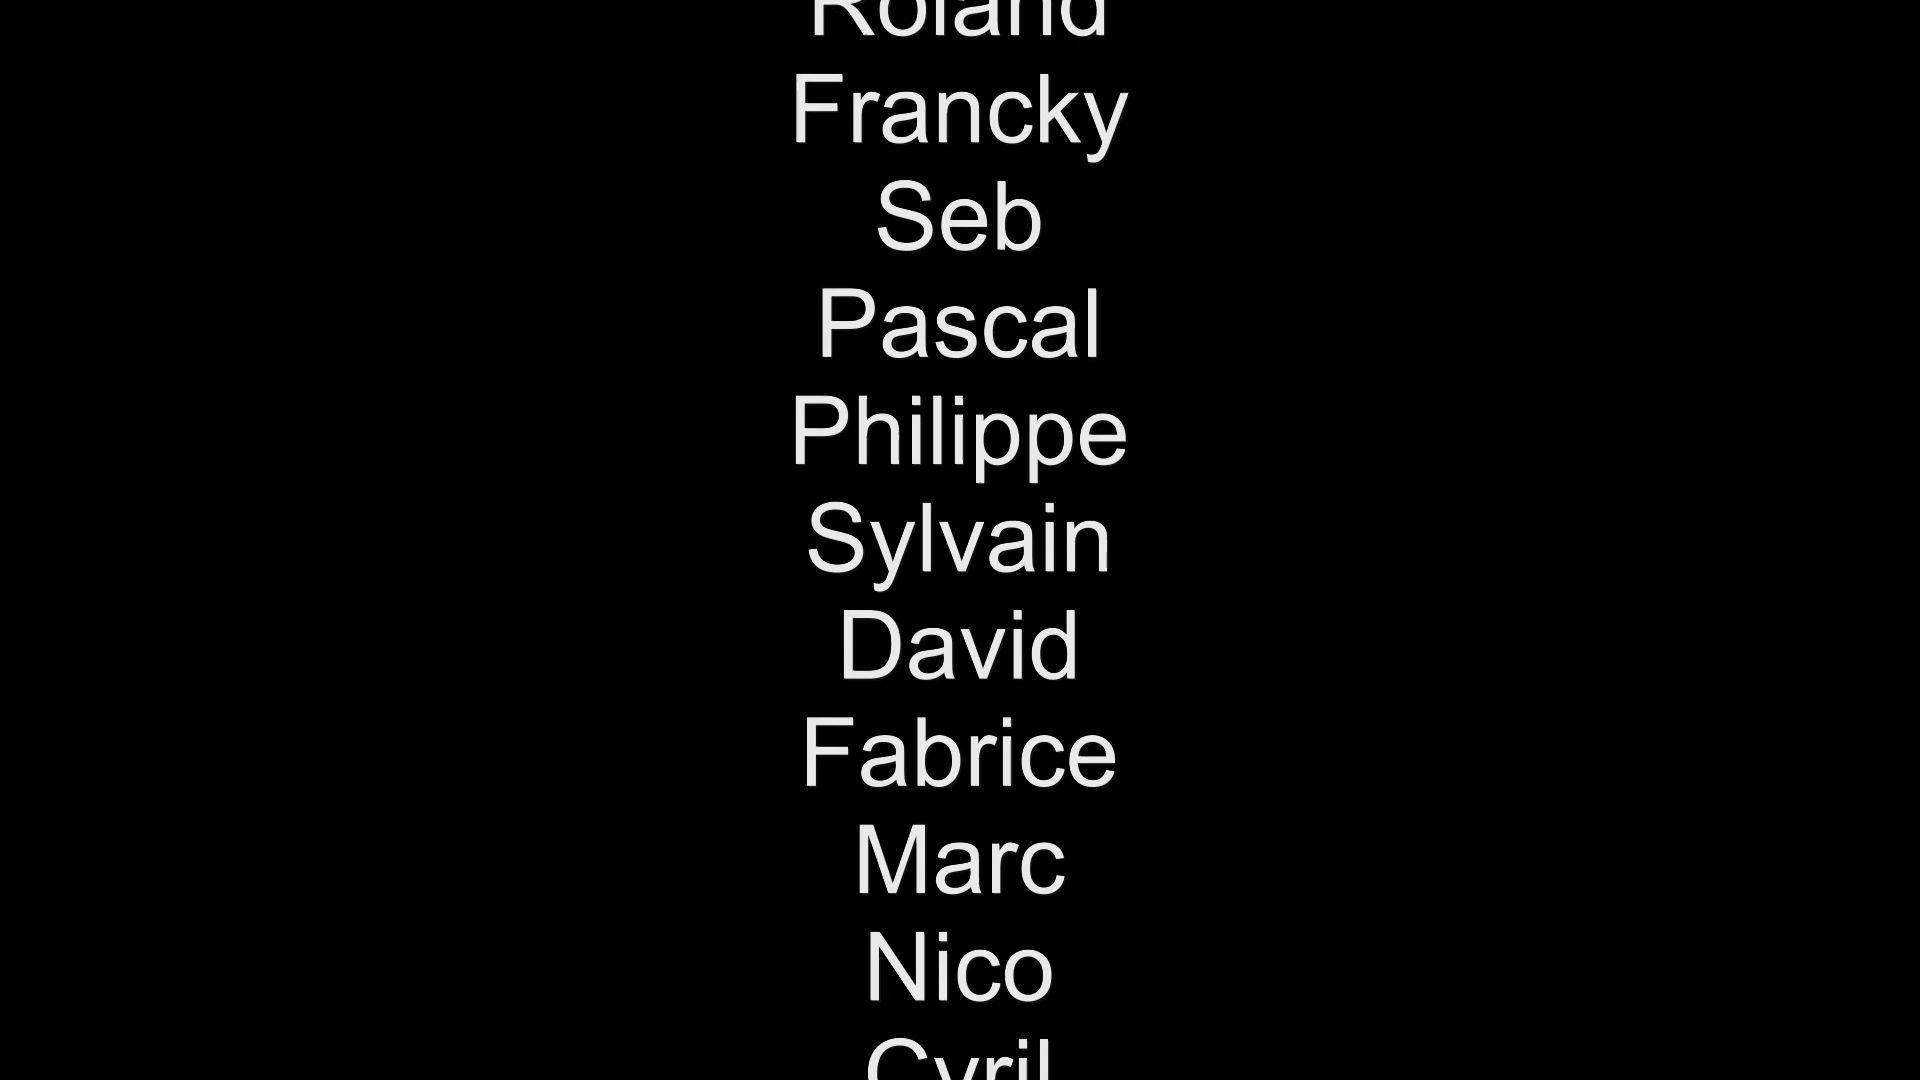 Roland
Francky
Seb
Pascal
Philippe
Sylvain
David
Fabrice
Marc
Nico
Cyril